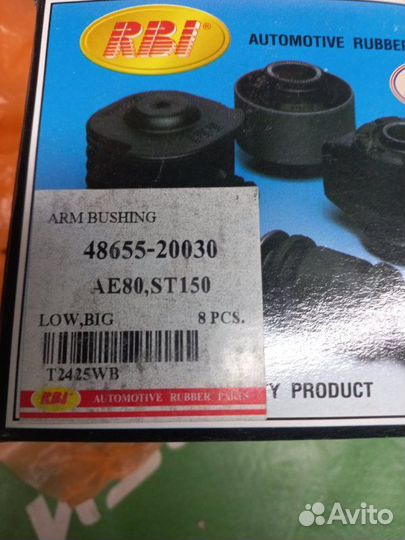 RBI®
AUTOMOTIVE RUBBER
ARM BUSHING
48655-20030
AE80,ST150
LOW,BIG 8 PCS.
T2425WB
RBI AUTOMOTIVE RUBBER PARTS
Y PRODUCT
Avito